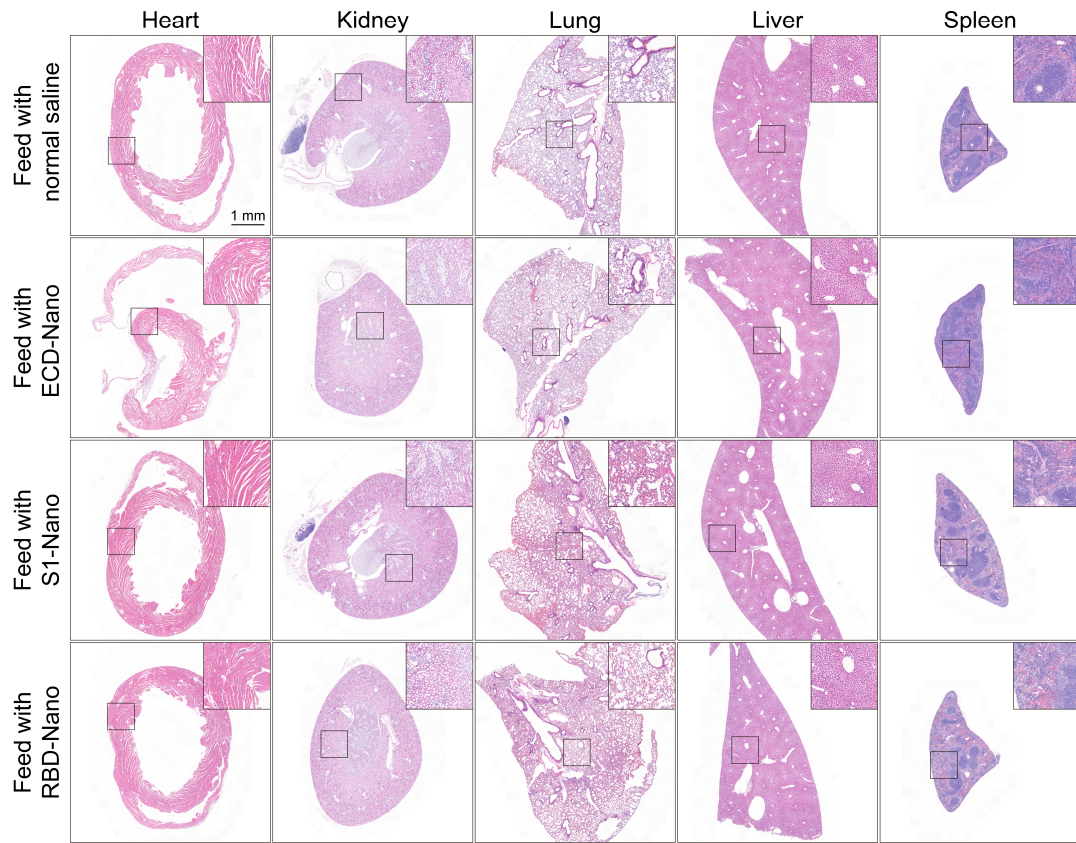 Heart Kidney Lung Liver Spleen
Feed with
normal saline
1 mm
Feed with
ECD-Nano
Feed with
S1-Nano
Feed with
RBD-Nano